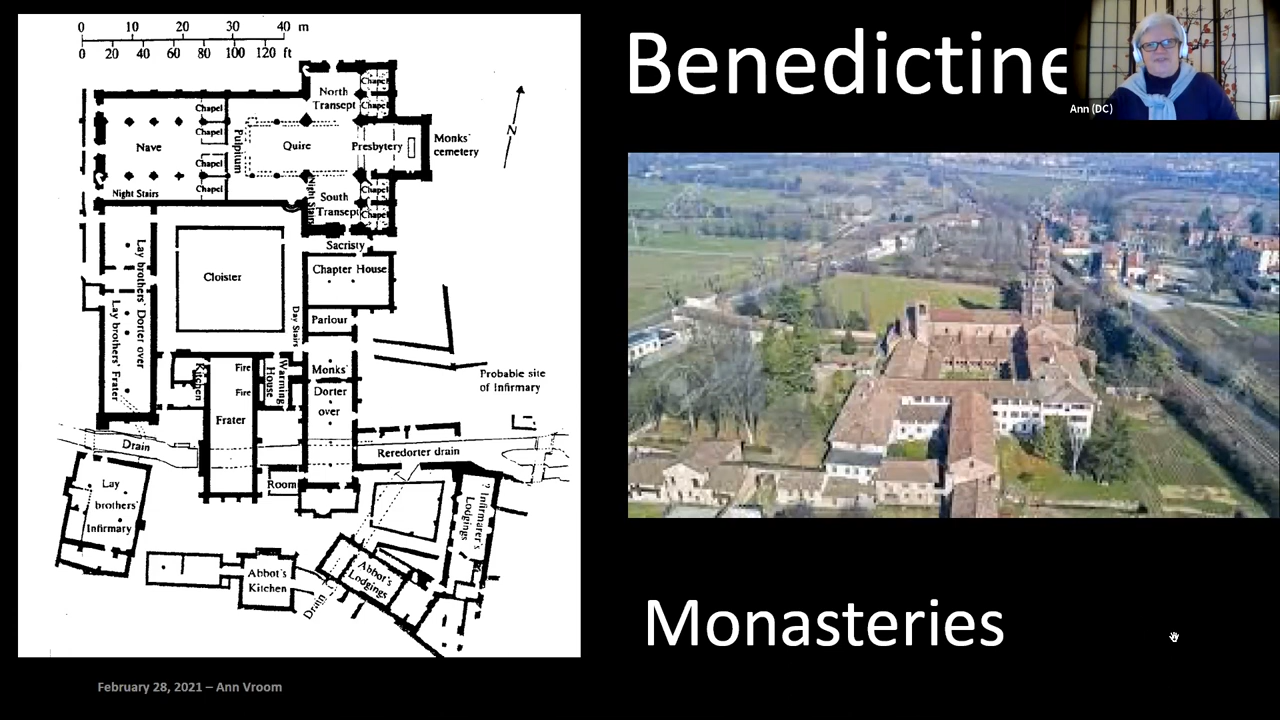 0 10 20 30 40 m
0 20 40 60 80 100 120 ft
Benedictine
Ann (DC)
North
Transept
Chapel
Chapel
Chapel
Chapel
Nave
Pulpitum
Quire
Presbytery
Monks'
cemetery
N
Chapel
Chapel
Night Stairs
Night Stairs
South
Transept
Chapel
Chapel
Sacristy
Lay brothers' Dorter over
Lay brothers' Frater
Cloister
Chapter House
Day Stairs
Parlour
Kitchen
Fire
Fire
Warming
House
Monks'
Dorter
over
Probable site
of Infirmary
Frater
Drain
Reredorter drain
Room
Lay
brothers'
Infirmary
? Infirmarer's
Lodgings
Abbot's
Kitchen
Abbot's
Lodgings
Drain
Monasteries
February 28, 2021 – Ann Vroom